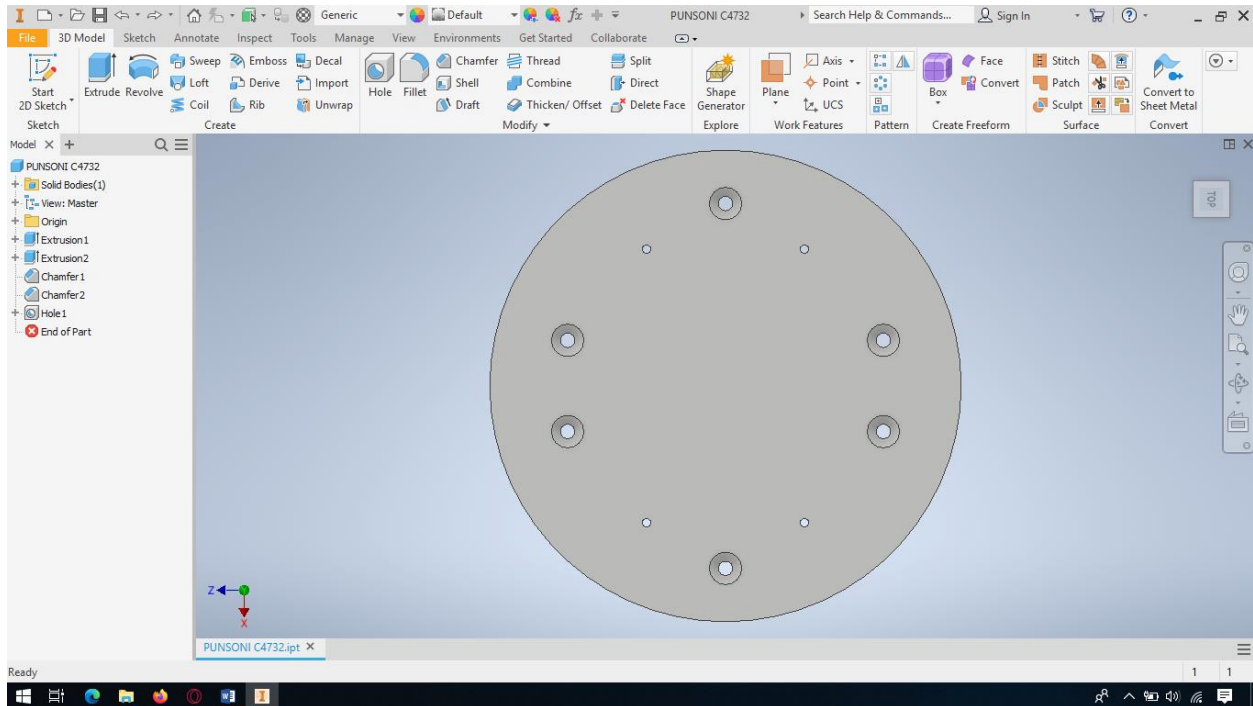 Generic Default fx PUNSONI C4732 Search Help & Commands... Sign In
File 3D Model Sketch Annotate Inspect Tools Manage View Environments Get Started Collaborate
Start 2D Sketch
Extrude Revolve
Sweep Emboss Decal
Loft Derive Import
Coil Rib Unwrap
Hole Fillet
Chamfer Thread Split
Shell Combine Direct
Draft Thicken/ Offset Delete Face
Shape Generator
Plane
Axis
Point
UCS
Box
Face
Convert
Stitch
Patch
Sculpt
Convert to Sheet Metal
Sketch Create Modify Explore Work Features Pattern Create Freeform Surface Convert
Model
PUNSONI C4732
Solid Bodies(1)
View: Master
Origin
Extrusion1
Extrusion2
Chamfer1
Chamfer2
Hole1
End of Part
TOP
Z
X
PUNSONI C4732.ipt
Ready 1 1